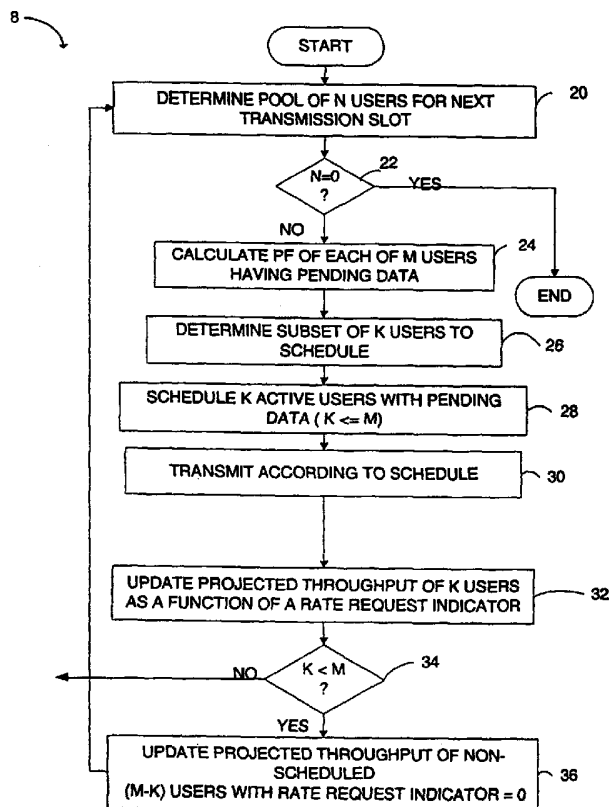 8
START
DETERMINE POOL OF N USERS FOR NEXT
TRANSMISSION SLOT
20
N=0
?
22
YES
NO
CALCULATE PF OF EACH OF M USERS
HAVING PENDING DATA
24
END
DETERMINE SUBSET OF K USERS TO
SCHEDULE
26
SCHEDULE K ACTIVE USERS WITH PENDING
DATA ( K <= M)
28
TRANSMIT ACCORDING TO SCHEDULE
30
UPDATE PROJECTED THROUGHPUT OF K USERS
AS A FUNCTION OF A RATE REQUEST INDICATOR
32
K < M
?
34
NO
YES
UPDATE PROJECTED THROUGHPUT OF NON-
SCHEDULED
(M-K) USERS WITH RATE REQUEST INDICATOR = 0
36